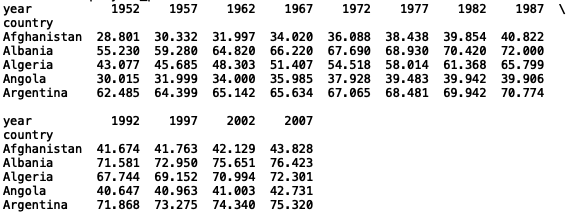 year 1952 1957 1962 1967 1972 1977 1982 1987 \
country
Afghanistan 28.801 30.332 31.997 34.020 36.088 38.438 39.854 40.822
Albania 55.230 59.280 64.820 66.220 67.690 68.930 70.420 72.000
Algeria 43.077 45.685 48.303 51.407 54.518 58.014 61.368 65.799
Angola 30.015 31.999 34.000 35.985 37.928 39.483 39.942 39.906
Argentina 62.485 64.399 65.142 65.634 67.065 68.481 69.942 70.774
year 1992 1997 2002 2007
country
Afghanistan 41.674 41.763 42.129 43.828
Albania 71.581 72.950 75.651 76.423
Algeria 67.744 69.152 70.994 72.301
Angola 40.647 40.963 41.003 42.731
Argentina 71.868 73.275 74.340 75.320